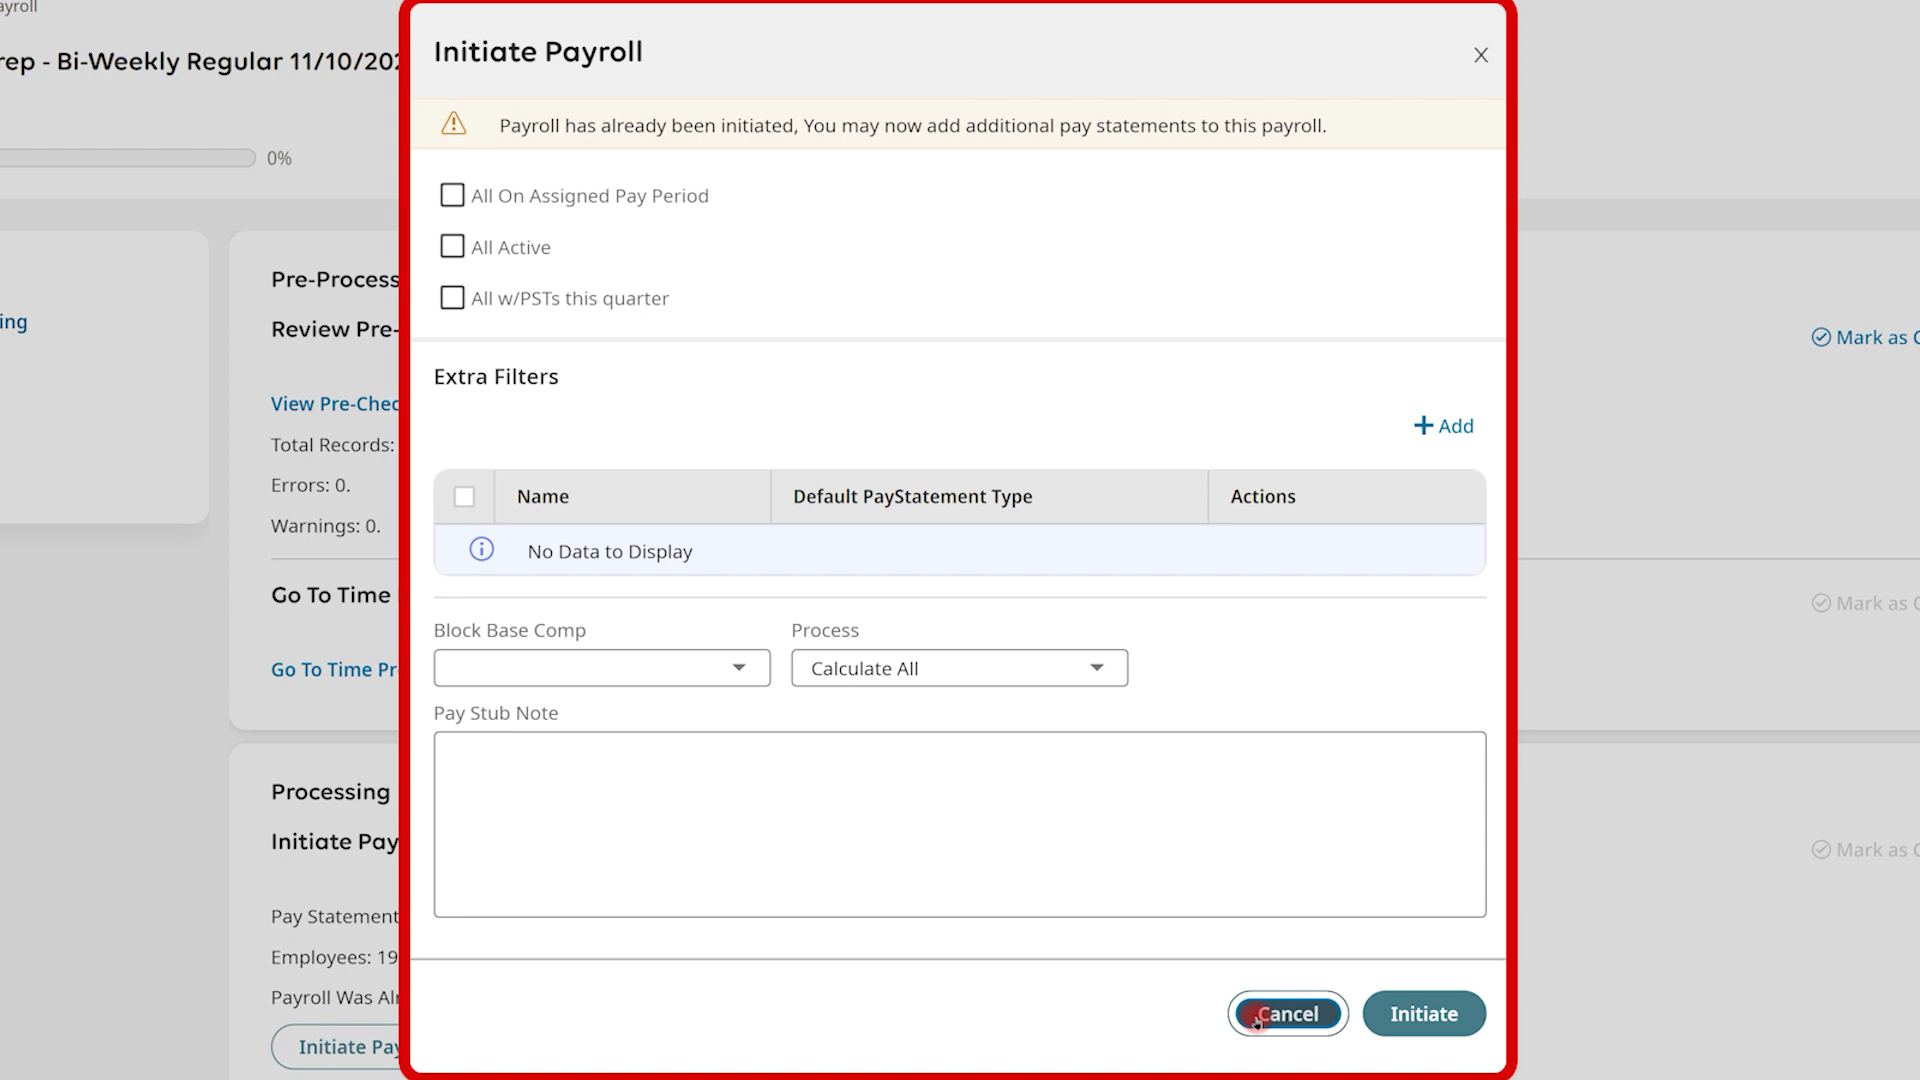 ayroll
rep - Bi-Weekly Regular 11/10/202
0%
ing
Pre-Process
Review Pre-
View Pre-Chec
Total Records:
Errors: 0.
Warnings: 0.
Go To Time
Go To Time Pr
Processing
Initiate Pay
Pay Statement
Employees: 19
Payroll Was Alr
Initiate Pay
Initiate Payroll
Payroll has already been initiated, You may now add additional pay statements to this payroll.
All On Assigned Pay Period
All Active
All w/PSTs this quarter
Extra Filters
Add
Name Default PayStatement Type Actions
No Data to Display
Block Base Comp Process
Calculate All
Pay Stub Note
Cancel Initiate
Mark as C
Mark as C
Mark as C